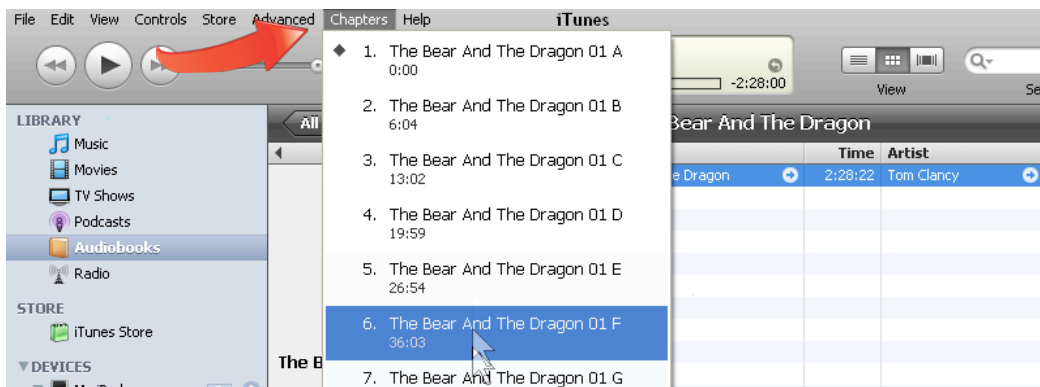 File Edit View Controls Store Advanced Chapters Help iTunes
1. The Bear And The Dragon 01 A
0:00
2. The Bear And The Dragon 01 B
6:04
3. The Bear And The Dragon 01 C
13:02
4. The Bear And The Dragon 01 D
19:59
5. The Bear And The Dragon 01 E
26:54
6. The Bear And The Dragon 01 F
36:03
7. The Bear And The Dragon 01 G
-2:28:00
View
Se
LIBRARY
Music
Movies
TV Shows
Podcasts
Audiobooks
Radio
STORE
iTunes Store
DEVICES
All
Bear And The Dragon
Time Artist
e Dragon 2:28:22 Tom Clancy
The B